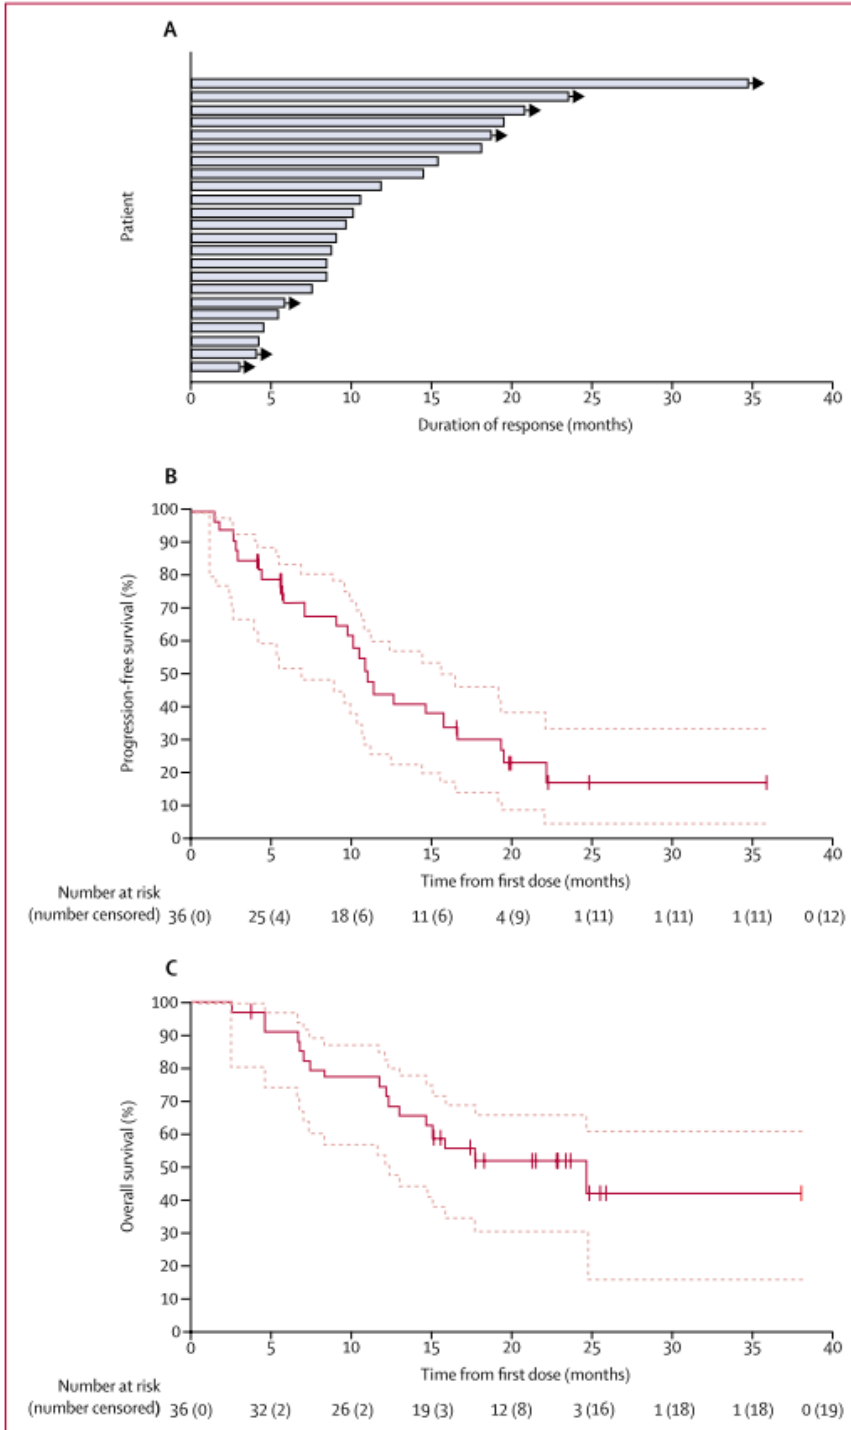 A
Patient
0 5 10 15 20 25 30 35 40
Duration of response (months)
B
Progression-free survival (%)
100
90
80
70
60
50
40
30
20
10
0
0 5 10 15 20 25 30 35 40
Time from first dose (months)
Number at risk
(number censored) 36 (0) 25 (4) 18 (6) 11 (6) 4 (9) 1 (11) 1 (11) 1 (11) 0 (12)
C
Overall survival (%)
100
90
80
70
60
50
40
30
20
10
0
0 5 10 15 20 25 30 35 40
Time from first dose (months)
Number at risk
(number censored) 36 (0) 32 (2) 26 (2) 19 (3) 12 (8) 3 (16) 1 (18) 1 (18) 0 (19)